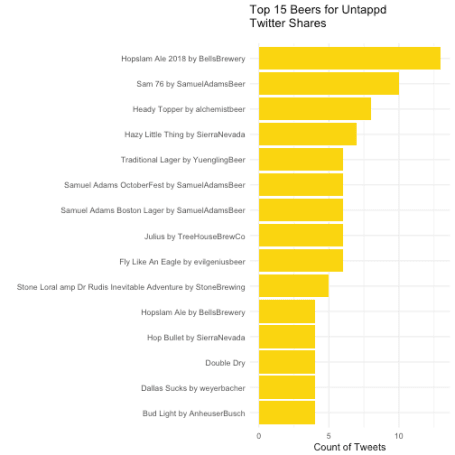 Top 15 Beers for Untappd
Twitter Shares
Hopslam Ale 2018 by BellsBrewery
Sam 76 by SamuelAdamsBeer
Heady Topper by alchemistbeer
Hazy Little Thing by SierraNevada
Traditional Lager by YuenglingBeer
Samuel Adams OctoberFest by SamuelAdamsBeer
Samuel Adams Boston Lager by SamuelAdamsBeer
Julius by TreeHouseBrewCo
Fly Like An Eagle by evilgeniusbeer
Stone Loral amp Dr Rudis Inevitable Adventure by StoneBrewing
Hopslam Ale by BellsBrewery
Hop Bullet by SierraNevada
Double Dry
Dallas Sucks by weyerbacher
Bud Light by AnheuserBusch
0 5 10
Count of Tweets